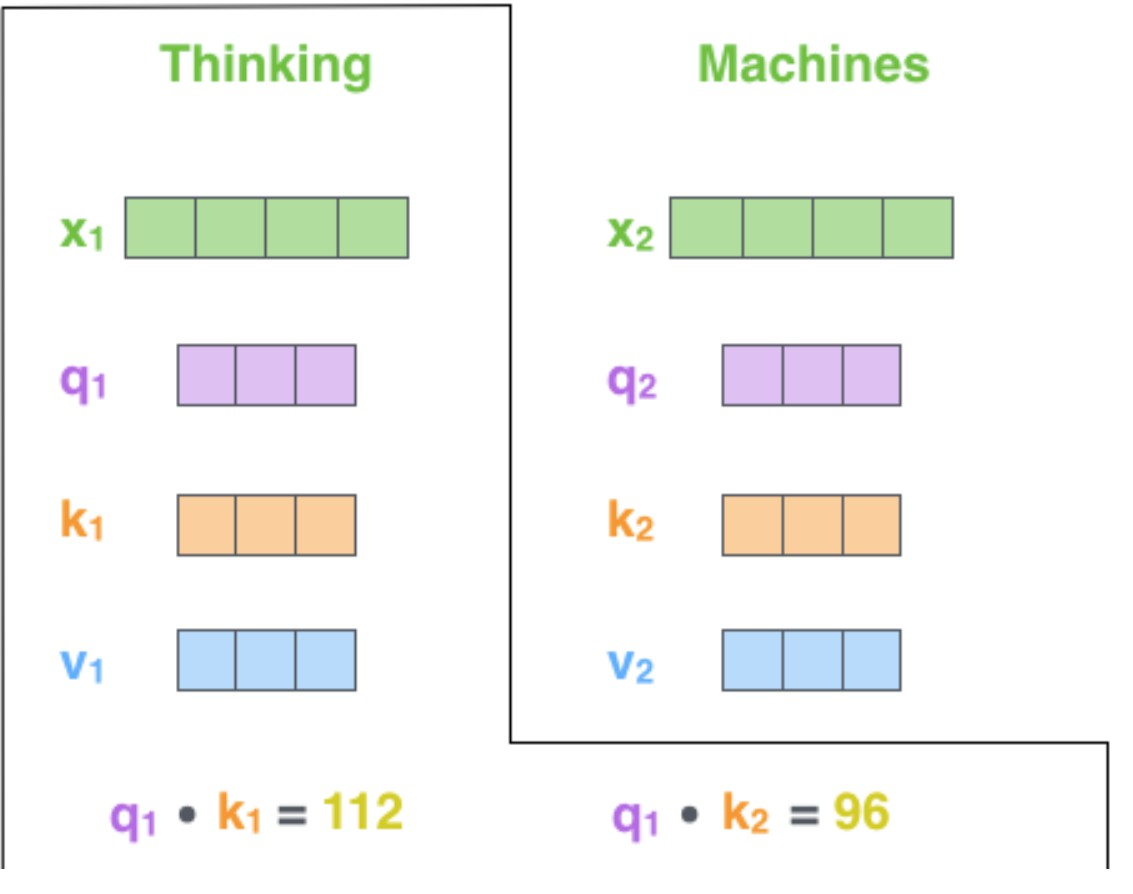 Thinking Machines
x₁ x₂
q₁ q₂
k₁ k₂
v₁ v₂
q₁ • k₁ = 112 q₁ • k₂ = 96